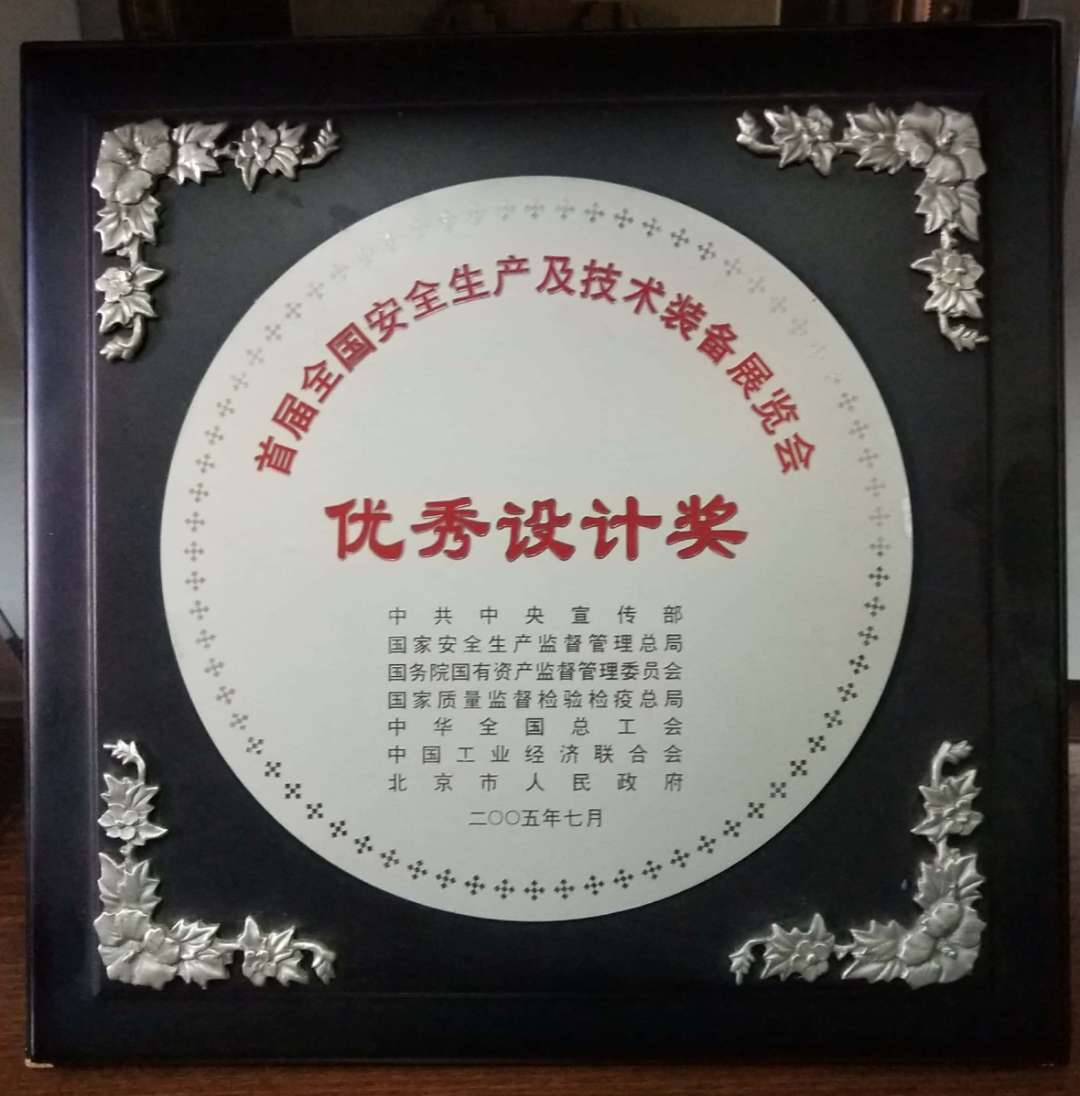 首届全国安全生产及技术装备展览会
优秀设计奖
中共中央宣传部
国家安全生产监督管理总局
国务院国有资产监督管理委员会
国家质量监督检验检疫总局
中华全国总工会
中国工业经济联合会
北京市人民政府
二〇〇五年七月